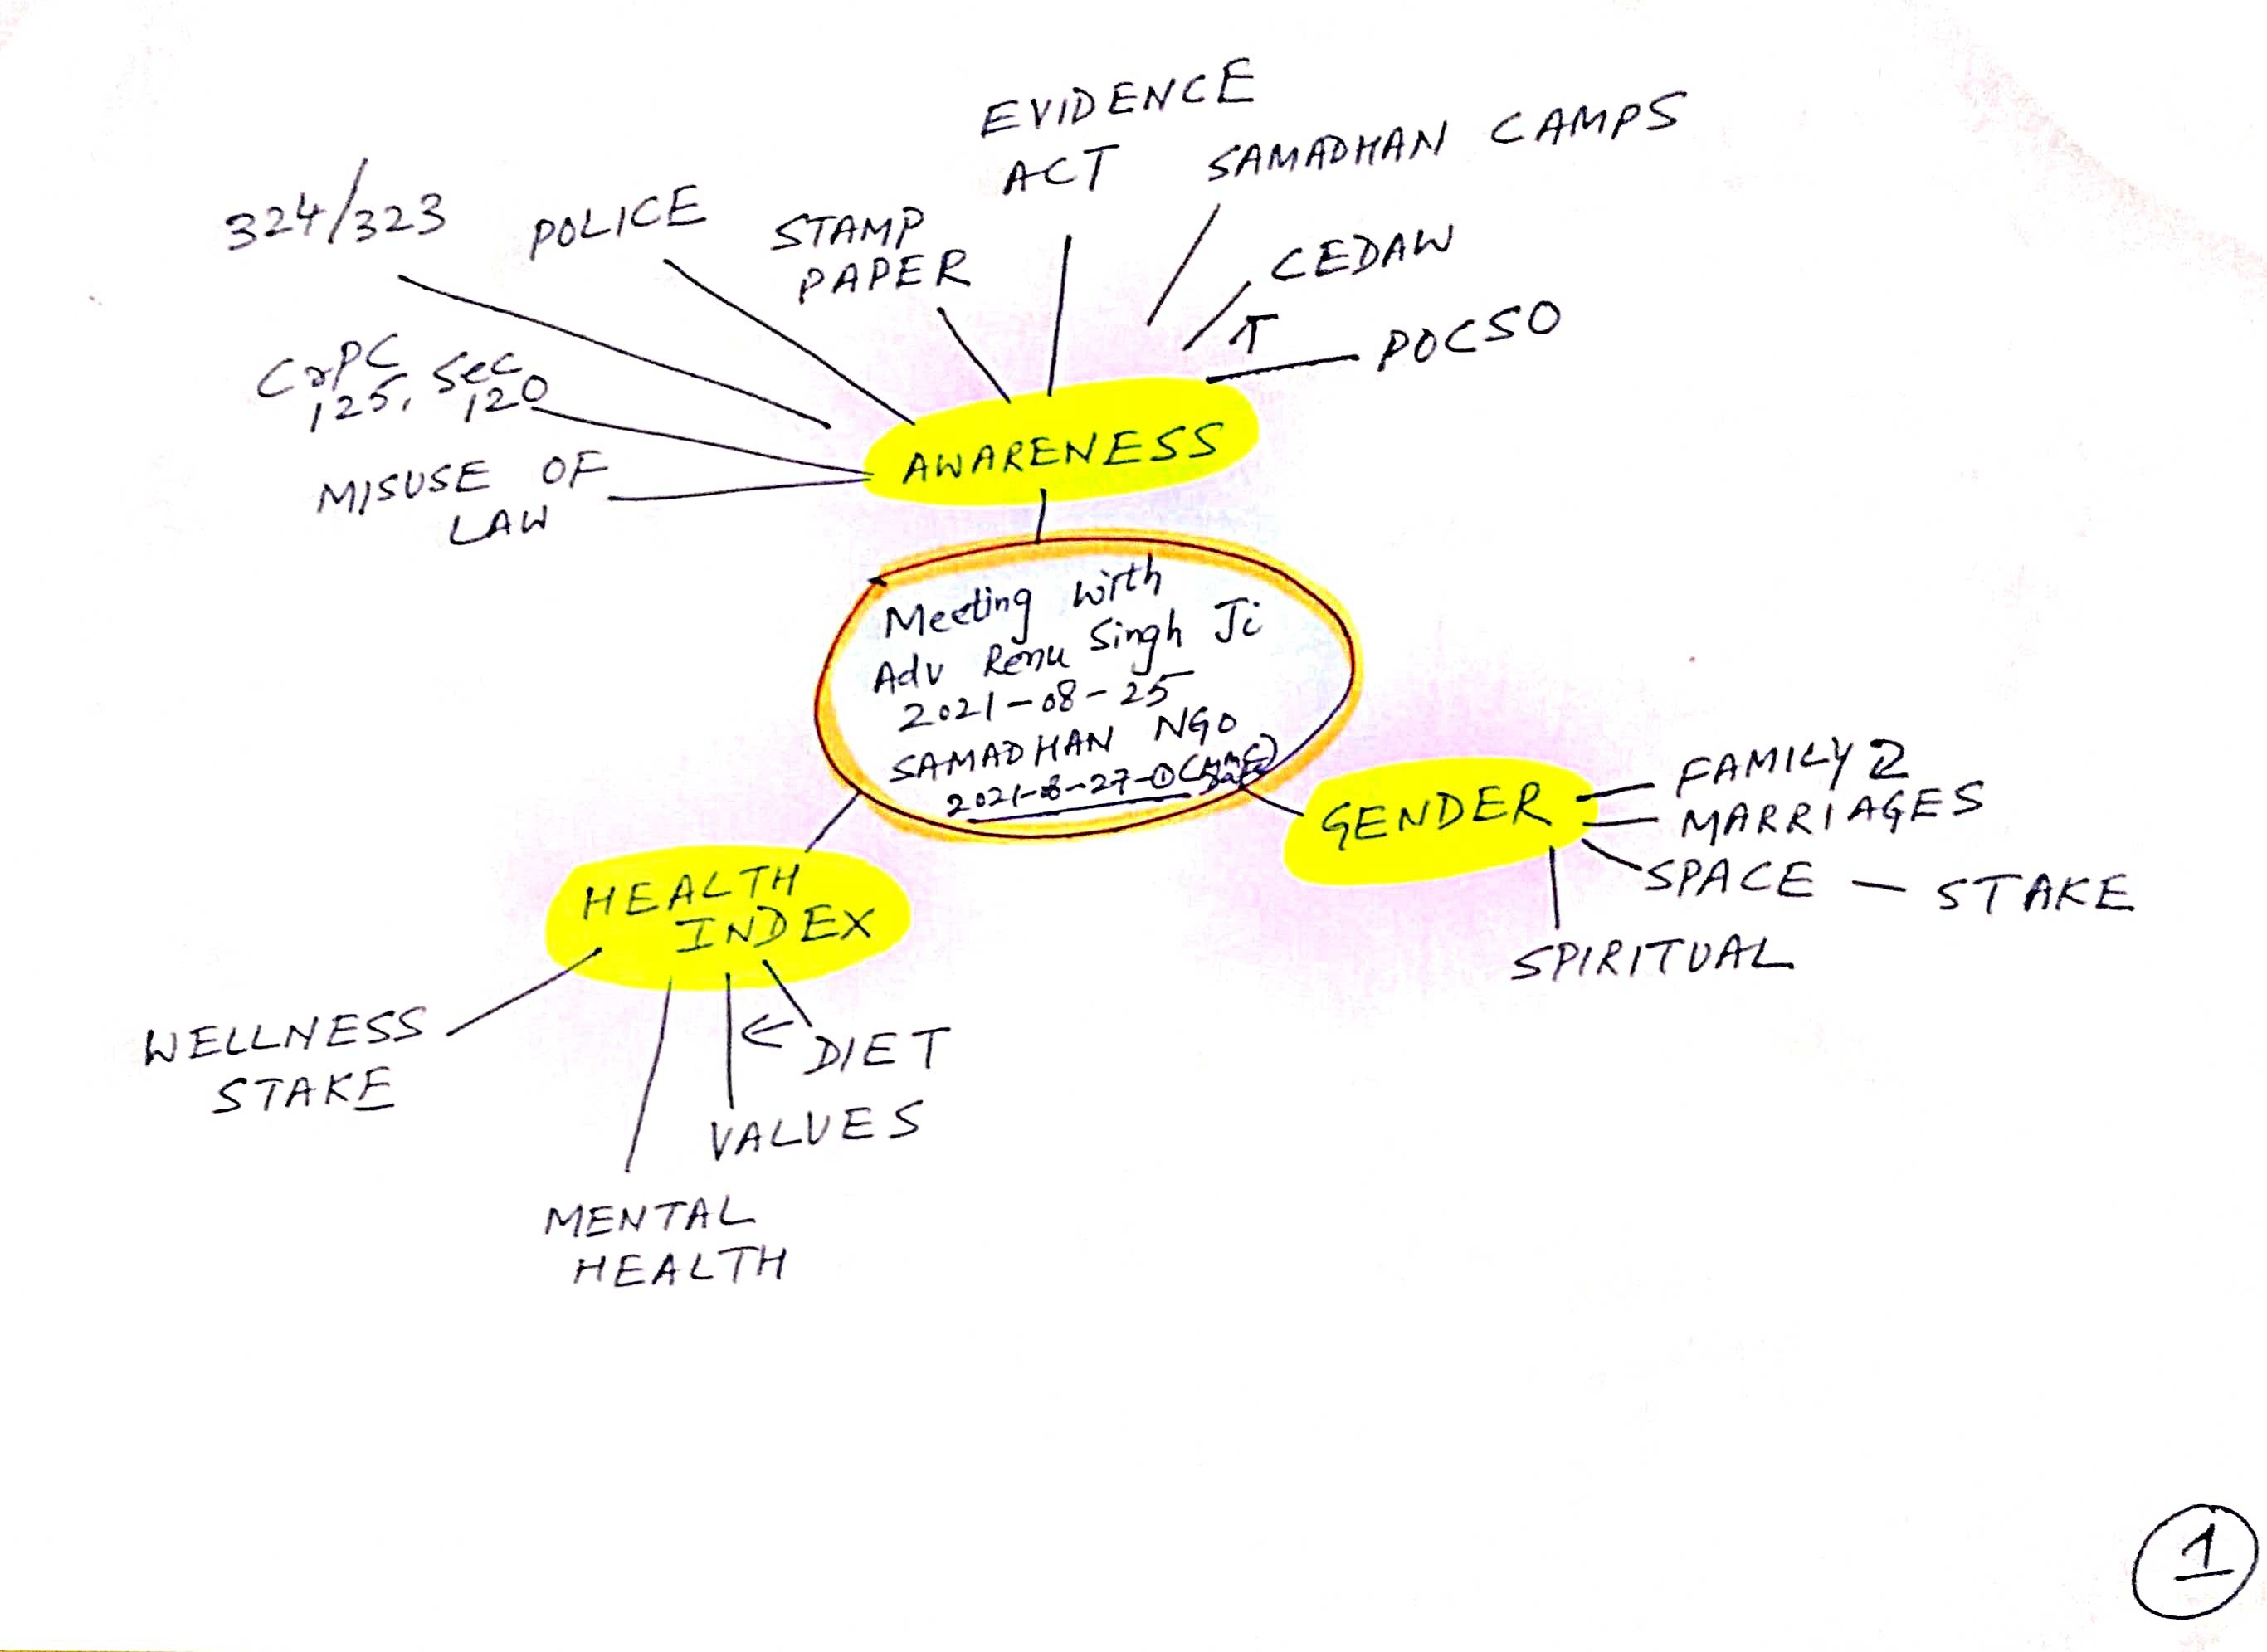 EVIDENCE
ACT
SAMADHAN CAMPS
324/323
POLICE
STAMP
PAPER
CEDAW
POCSO
CrPC
125, Sec
120
MISUSE OF
LAW
AWARENESS
Meeting with
Adv Renu Singh Ji
2021-08-25
SAMADHAN NGO
2021-08-27-①
GENDER
FAMILY 2
MARRIAGES
SPACE — STAKE
SPIRITUAL
HEALTH
INDEX
WELLNESS
STAKE
DIET
VALUES
MENTAL
HEALTH
1